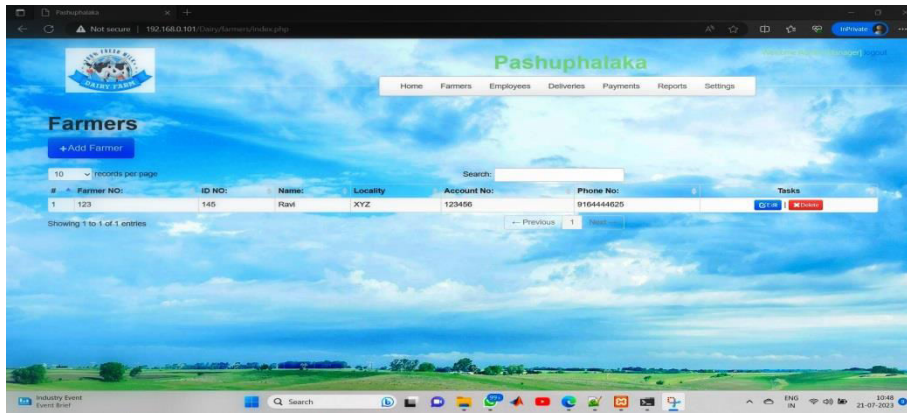 Pashuphalaka
Not secure | 192.168.0.101/Dairy/farmers/index.php
InPrivate
DAIRY FARM
Pashuphalaka
logout
Home Farmers Employees Deliveries Payments Reports Settings
Farmers
+Add Farmer
10 records per page Search:
# Farmer NO: ID NO: Name: Locality Account No: Phone No: Tasks
1 123 145 Ravi XYZ 123456 9164444625 Edit | Delete
Showing 1 to 1 of 1 entries
← Previous 1 Next →
Industry Event
Event Brief
Search
99+
ENG
IN
10:48
21-07-2023